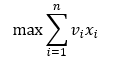 max ∑_{i=1}^{n} v_i x_i